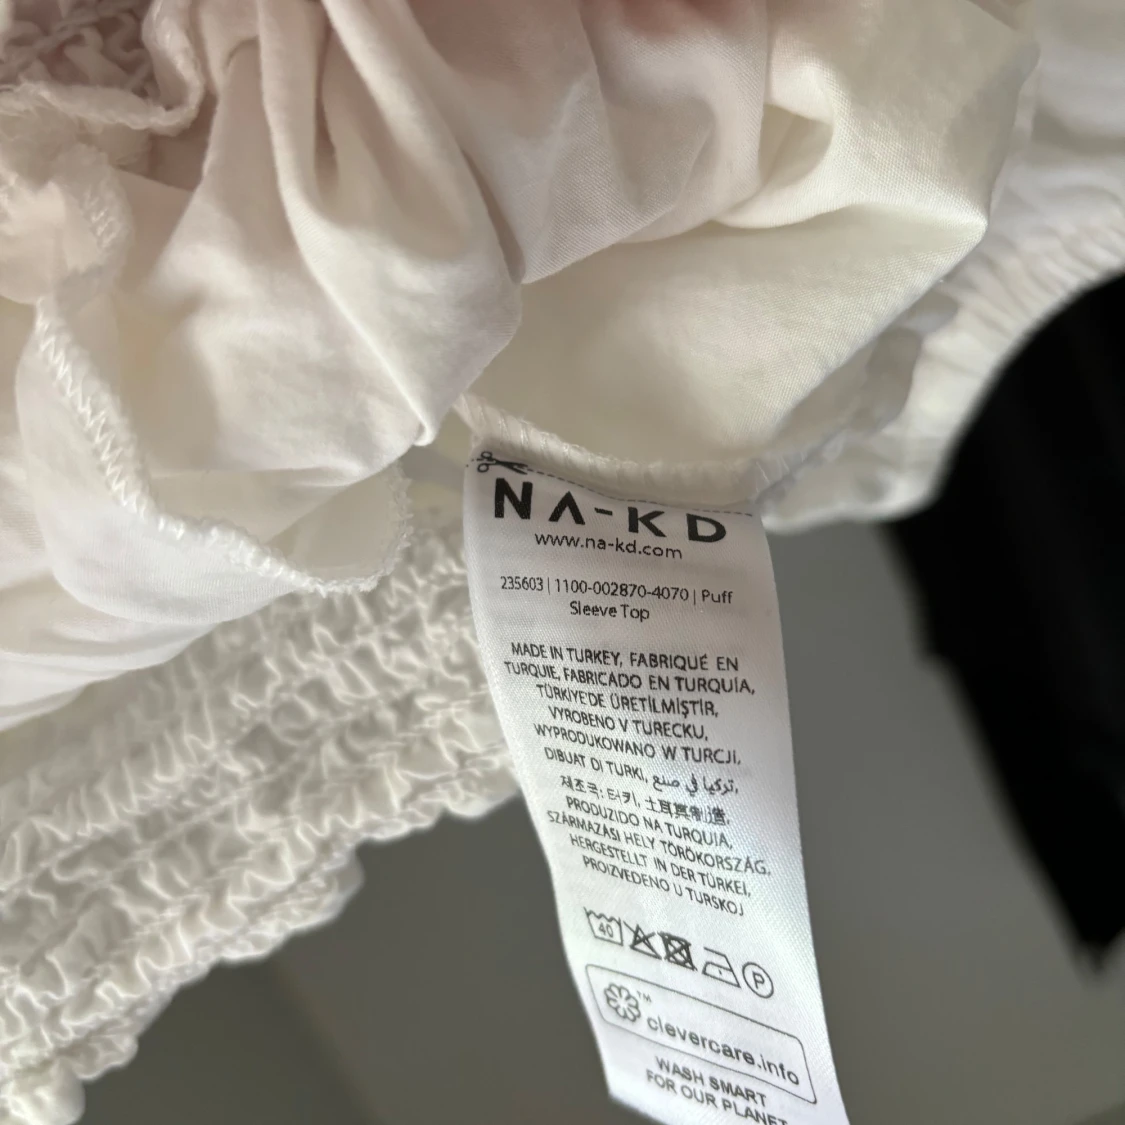 NA-KD
www.na-kd.com
235603 | 1100-002870-4070 | Puff
Sleeve Top
MADE IN TURKEY, FABRIQUÉ EN
TURQUIE, FABRICADO EN TURQUÍA,
TÜRKİYE'DE ÜRETİLMİŞTİR,
VYROBENO V TURECKU,
WYPRODUKOWANO W TURCJI,
DIBUAT DI TURKI, تركيا في صنع,
제조국: 터키, 土耳其制造,
PRODUZIDO NA TURQUIA,
SZÁRMAZÁSI HELY TÖRÖKORSZÁG,
HERGESTELLT IN DER TÜRKEI,
PROIZVEDENO U TURSKOJ
40 P
™
clevercare.info
WASH SMART
FOR OUR PLANET